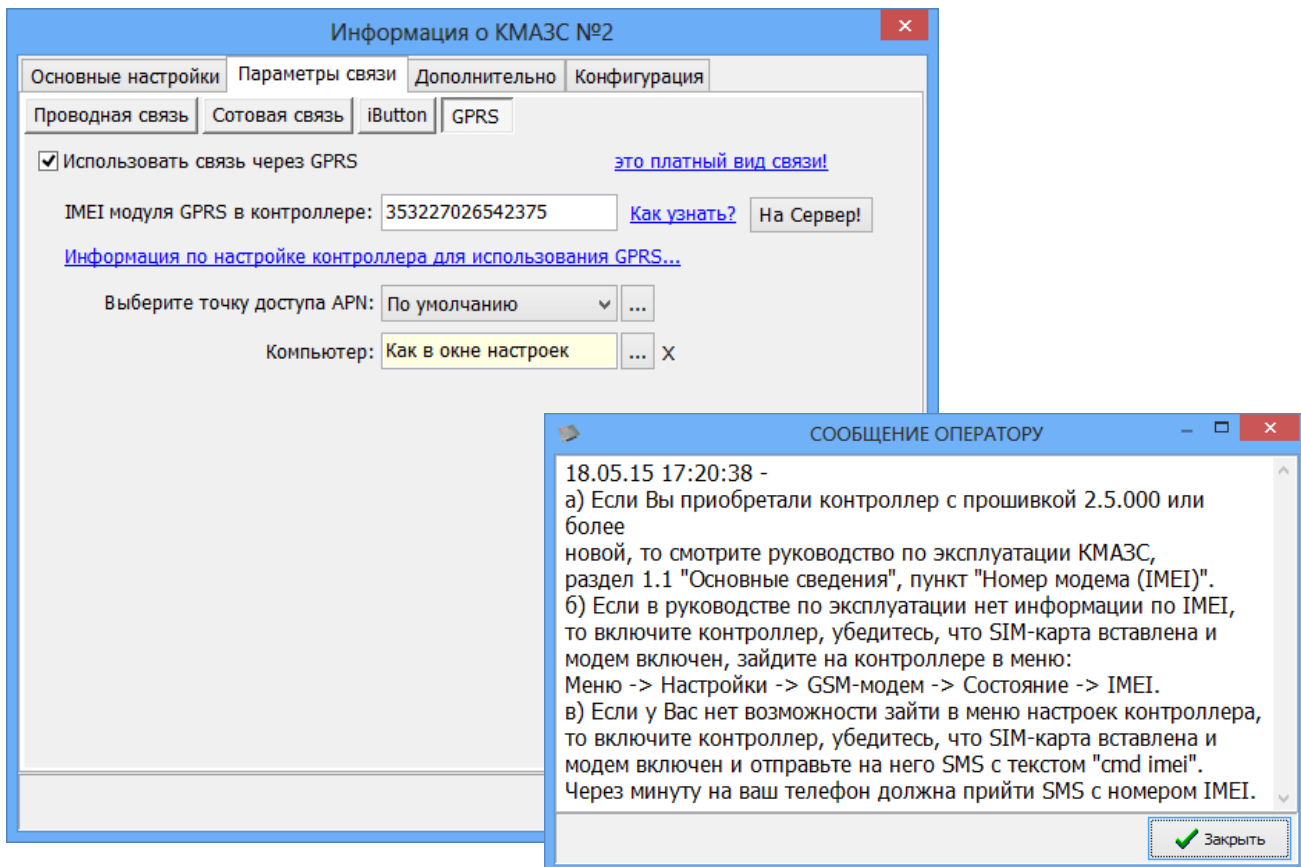 Информация о КМАЗС №2
Основные настройки Параметры связи Дополнительно Конфигурация
Проводная связь Сотовая связь iButton GPRS
Использовать связь через GPRS это платный вид связи!
IMEI модуля GPRS в контроллере: 353227026542375 Как узнать? На Сервер!
Информация по настройке контроллера для использования GPRS...
Выберите точку доступа APN: По умолчанию ...
Компьютер: Как в окне настроек ... X
СООБЩЕНИЕ ОПЕРАТОРУ
18.05.15 17:20:38 -
а) Если Вы приобретали контроллер с прошивкой 2.5.000 или
более
новой, то смотрите руководство по эксплуатации КМАЗС,
раздел 1.1 "Основные сведения", пункт "Номер модема (IMEI)".
б) Если в руководстве по эксплуатации нет информации по IMEI,
то включите контроллер, убедитесь, что SIM-карта вставлена и
модем включен, зайдите на контроллере в меню:
Меню -> Настройки -> GSM-модем -> Состояние -> IMEI.
в) Если у Вас нет возможности зайти в меню настроек контроллера,
то включите контроллер, убедитесь, что SIM-карта вставлена и
модем включен и отправьте на него SMS с текстом "cmd imei".
Через минуту на ваш телефон должна прийти SMS с номером IMEI.
Закрыть